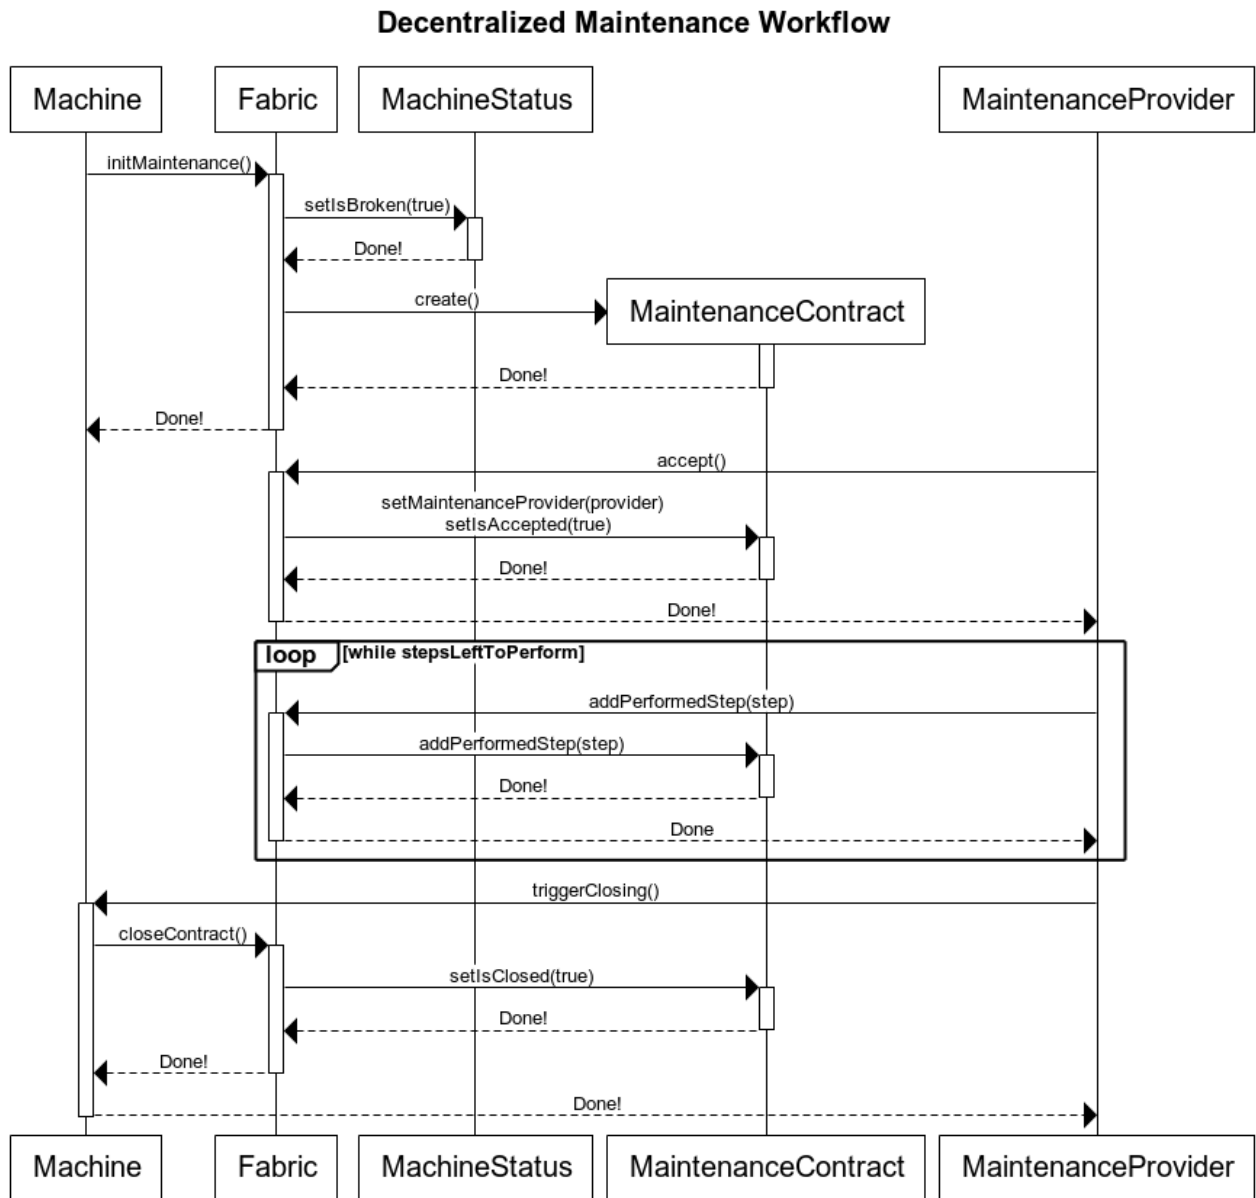 Decentralized Maintenance Workflow
Machine
Fabric
MachineStatus
MaintenanceProvider
initMaintenance()
setIsBroken(true)
Done!
create()
MaintenanceContract
Done!
Done!
accept()
setMaintenanceProvider(provider)
setIsAccepted(true)
Done!
Done!
loop [while stepsLeftToPerform]
addPerformedStep(step)
addPerformedStep(step)
Done!
Done
triggerClosing()
closeContract()
setIsClosed(true)
Done!
Done!
Done!
Machine
Fabric
MachineStatus
MaintenanceContract
MaintenanceProvider